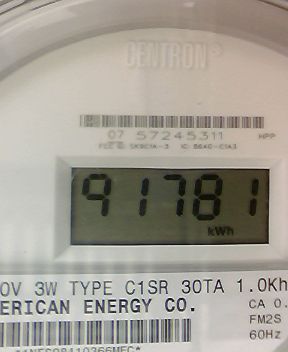 CENTRON®
07 57245311 HPP
91781
kWh
0V 3W TYPE C1SR 30TA 1.0Kh
ERICAN ENERGY CO.
CA 0.
FM2S
60Hz